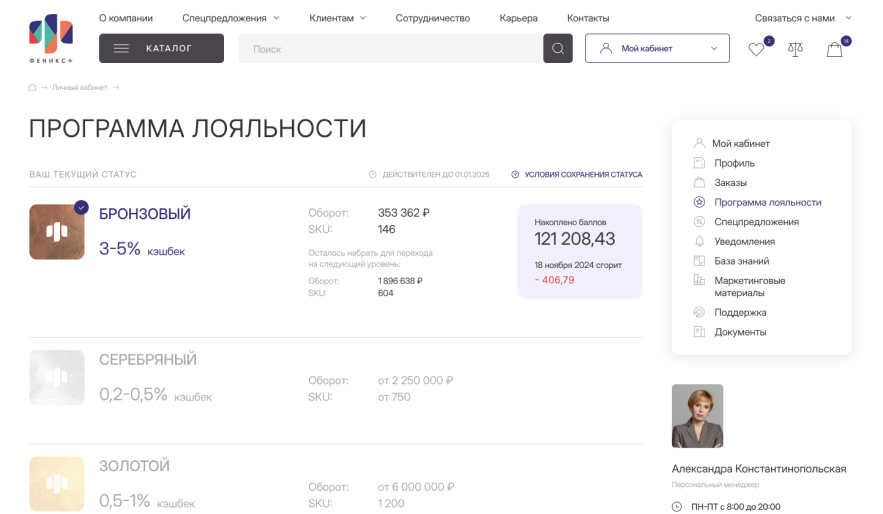 О компании Спецпредложения Клиентам Сотрудничество Карьера Контакты Связаться с нами
ФЕНИКС+
КАТАЛОГ Поиск Мой кабинет 2 14
→ Личный кабинет →
ПРОГРАММА ЛОЯЛЬНОСТИ
ВАШ ТЕКУЩИЙ СТАТУС ДЕЙСТВИТЕЛЕН ДО 01.01.2025 УСЛОВИЯ СОХРАНЕНИЯ СТАТУСА
БРОНЗОВЫЙ
3-5% кэшбек
Оборот: 353 362 ₽
SKU: 146
Осталось набрать для перехода
на следующий уровень:
Оборот: 1 896 638 ₽
SKU: 604
Накоплено баллов
121 208,43
18 ноября 2024 сгорит
- 406,79
СЕРЕБРЯНЫЙ
0,2-0,5% кэшбек
Оборот: от 2 250 000 ₽
SKU: от 750
ЗОЛОТОЙ
0,5-1% кэшбек
Оборот: от 6 000 000 ₽
SKU: 1 200
Мой кабинет
Профиль
Заказы
Программа лояльности
Спецпредложения
Уведомления
База знаний
Маркетинговые
материалы
Поддержка
Документы
Александра Константинопольская
Персональный менеджер
ПН-ПТ с 8:00 до 20:00